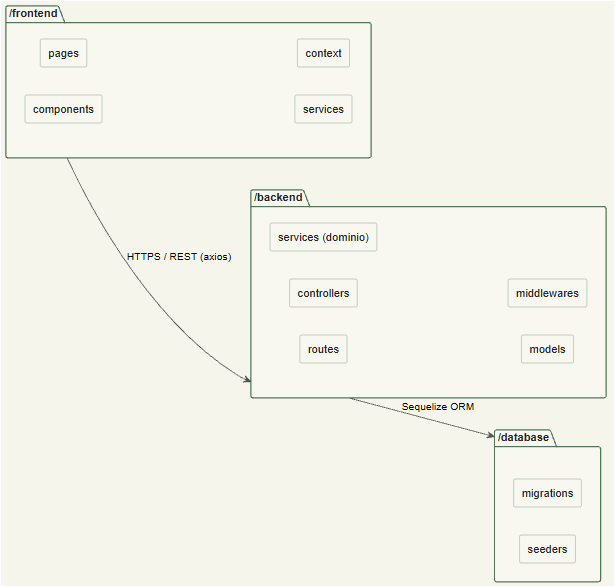 /frontend
pages
context
components
services
/backend
services (dominio)
HTTPS / REST (axios)
controllers
middlewares
routes
models
Sequelize ORM
/database
migrations
seeders